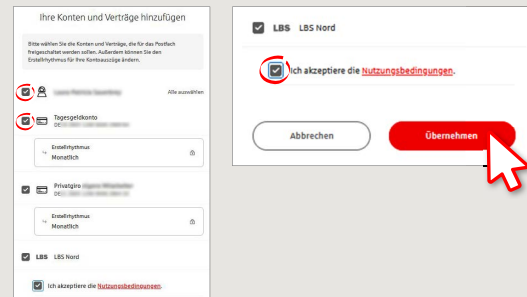 Ihre Konten und Verträge hinzufügen
Bitte wählen Sie die Konten und Verträge, die für das Postfach
freigeschaltet werden sollen. Außerdem können Sie den
Erstellrhythmus für Ihre Kontoauszüge ändern.
Alle auswählen
Tagesgeldkonto
DE
Erstellrhythmus
Monatlich
Privatgiro
DE
Erstellrhythmus
Monatlich
LBS LBS Nord
Ich akzeptiere die Nutzungsbedingungen.
LBS LBS Nord
Ich akzeptiere die Nutzungsbedingungen.
Abbrechen
Übernehmen